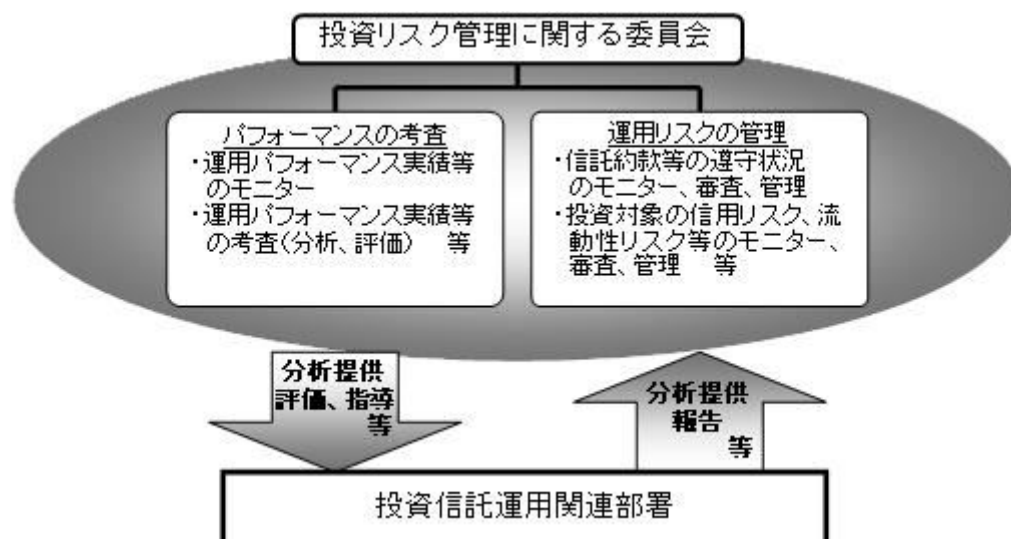 投資リスク管理に関する委員会
パフォーマンスの考査
・運用パフォーマンス実績等
のモニター
・運用パフォーマンス実績等
の考査(分析、評価)　等
運用リスクの管理
・信託約款等の遵守状況
のモニター、審査、管理
・投資対象の信用リスク、流
動性リスク等のモニター、
審査、管理　等
分析提供
評価、指導
等
分析提供
報告
等
投資信託運用関連部署